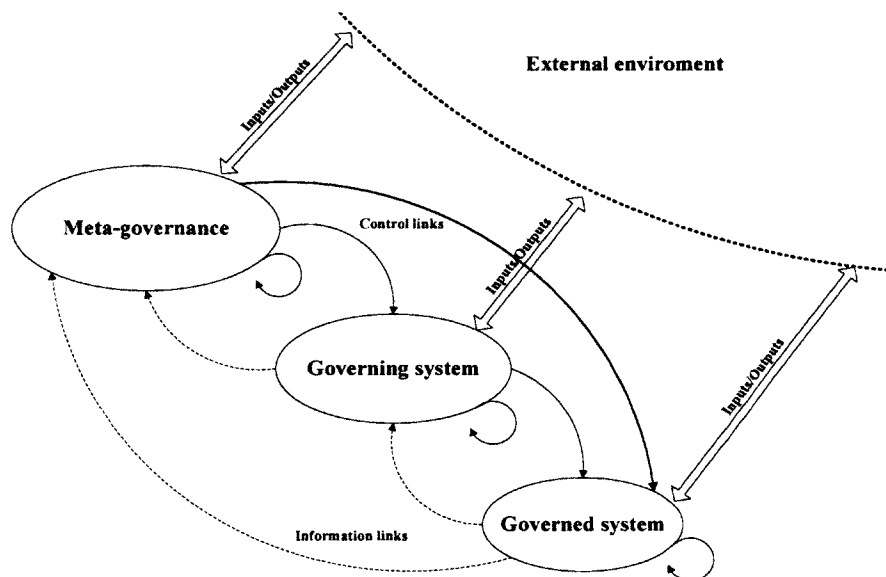 External enviroment
Inputs/Outputs
Meta-governance
Control links
Inputs/Outputs
Governing system
Inputs/Outputs
Governed system
Information links